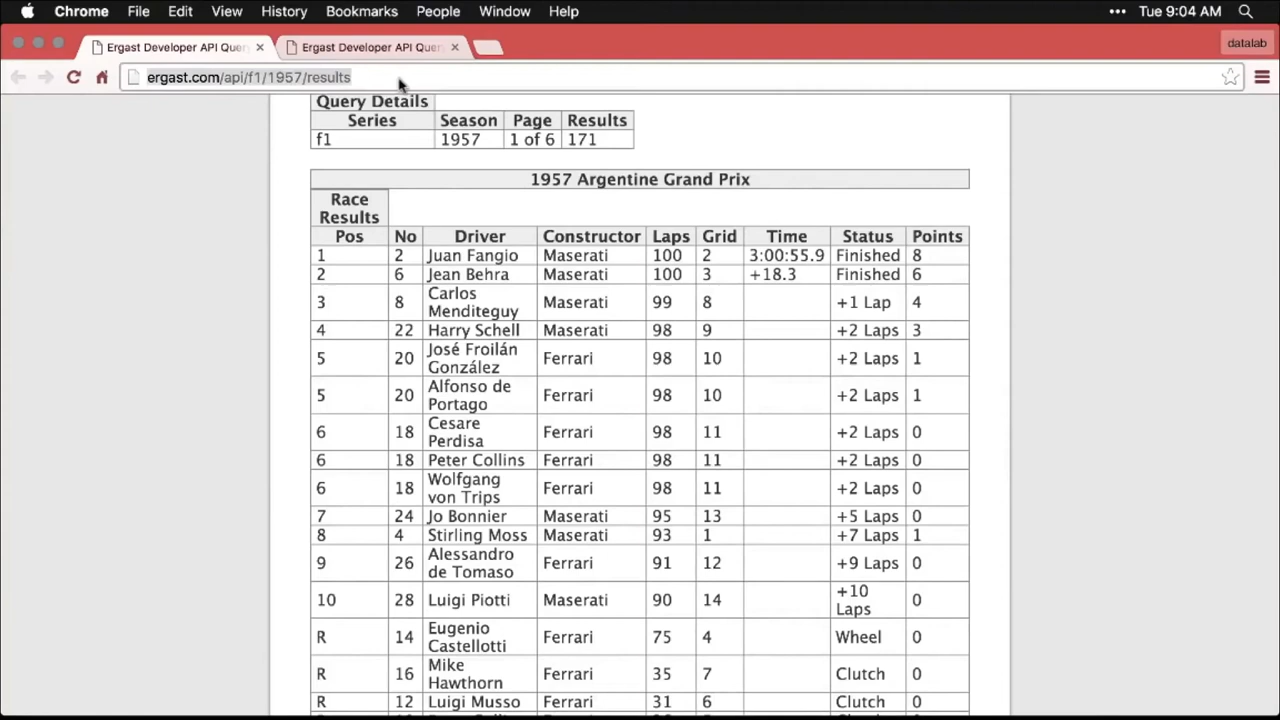 Chrome File Edit View History Bookmarks People Window Help ••• Tue 9:04 AM
Ergast Developer API Quer Ergast Developer API Quer datalab
ergast.com/api/f1/1957/results
Query Details
Series Season Page Results
f1 1957 1 of 6 171
1957 Argentine Grand Prix
Race
Results
Pos No Driver Constructor Laps Grid Time Status Points
1 2 Juan Fangio Maserati 100 2 3:00:55.9 Finished 8
2 6 Jean Behra Maserati 100 3 +18.3 Finished 6
3 8 Carlos Menditeguy Maserati 99 8 +1 Lap 4
4 22 Harry Schell Maserati 98 9 +2 Laps 3
5 20 José Froilán González Ferrari 98 10 +2 Laps 1
5 20 Alfonso de Portago Ferrari 98 10 +2 Laps 1
6 18 Cesare Perdisa Ferrari 98 11 +2 Laps 0
6 18 Peter Collins Ferrari 98 11 +2 Laps 0
6 18 Wolfgang von Trips Ferrari 98 11 +2 Laps 0
7 24 Jo Bonnier Maserati 95 13 +5 Laps 0
8 4 Stirling Moss Maserati 93 1 +7 Laps 1
9 26 Alessandro de Tomaso Ferrari 91 12 +9 Laps 0
10 28 Luigi Piotti Maserati 90 14 +10 Laps 0
R 14 Eugenio Castellotti Ferrari 75 4 Wheel 0
R 16 Mike Hawthorn Ferrari 35 7 Clutch 0
R 12 Luigi Musso Ferrari 31 6 Clutch 0